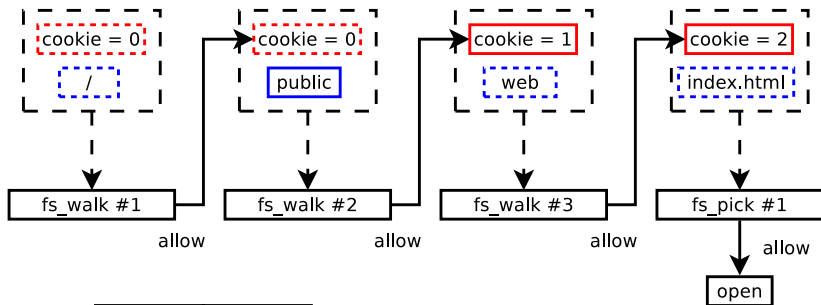 cookie = 0
cookie = 0
cookie = 1
cookie = 2
/
public
web
index.html
fs_walk #1
fs_walk #2
fs_walk #3
fs_pick #1
allow
allow
allow
allow
open